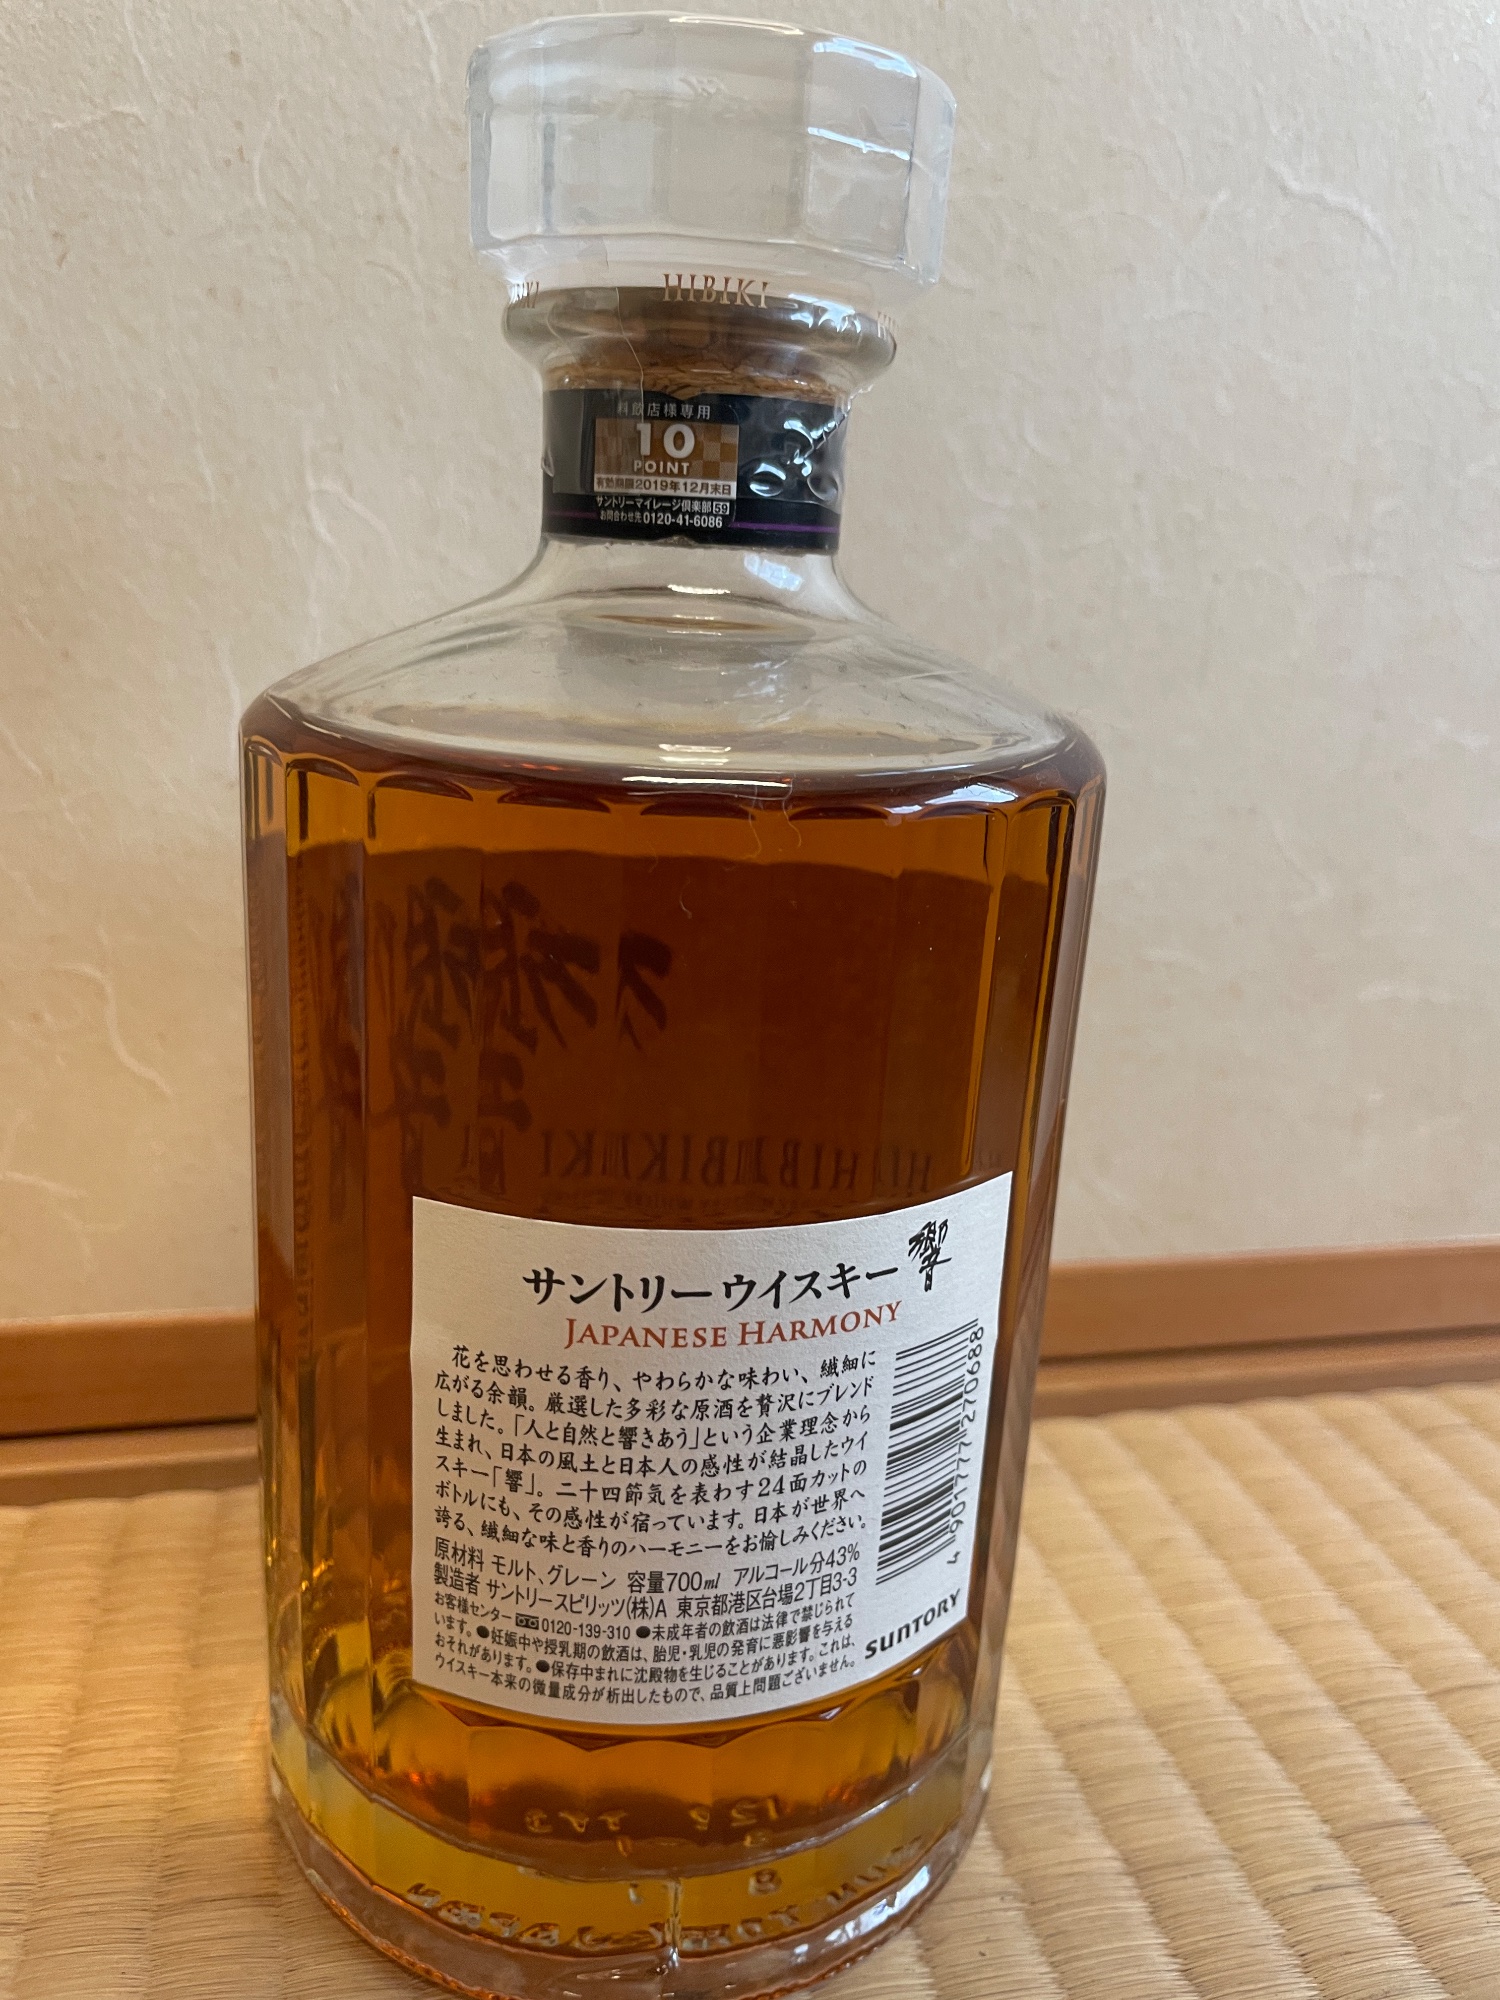 HIBIKI
料飲店様専用
10
POINT
有効期限2019年12月末日
サントリーマイレージ倶楽部59
お問合わせ先0120-41-6086
サントリーウイスキー 響
JAPANESE HARMONY
花を思わせる香り、やわらかな味わい、繊細に
広がる余韻。厳選した多彩な原酒を贅沢にブレンド
しました。「人と自然と響きあう」という企業理念から
生まれ、日本の風土と日本人の感性が結晶したウイ
スキー「響」。二十四節気を表わす24面カットの
ボトルにも、その感性が宿っています。日本が世界へ
誇る、繊細な味と香りのハーモニーをお愉しみください。
原材料 モルト、グレーン 容量700ml アルコール分43%
製造者 サントリースピリッツ(株)A 東京都港区台場2丁目3-3
お客様センター 0120-139-310 ●未成年者の飲酒は法律で禁じられて
います。●妊娠中や授乳期の飲酒は、胎児・乳児の発育に悪影響を与える
おそれがあります。●保存中まれに沈殿物を生じることがあります。これは、
ウイスキー本来の微量成分が析出したもので、品質上問題ございません。
4 901777 270688
SUNTORY